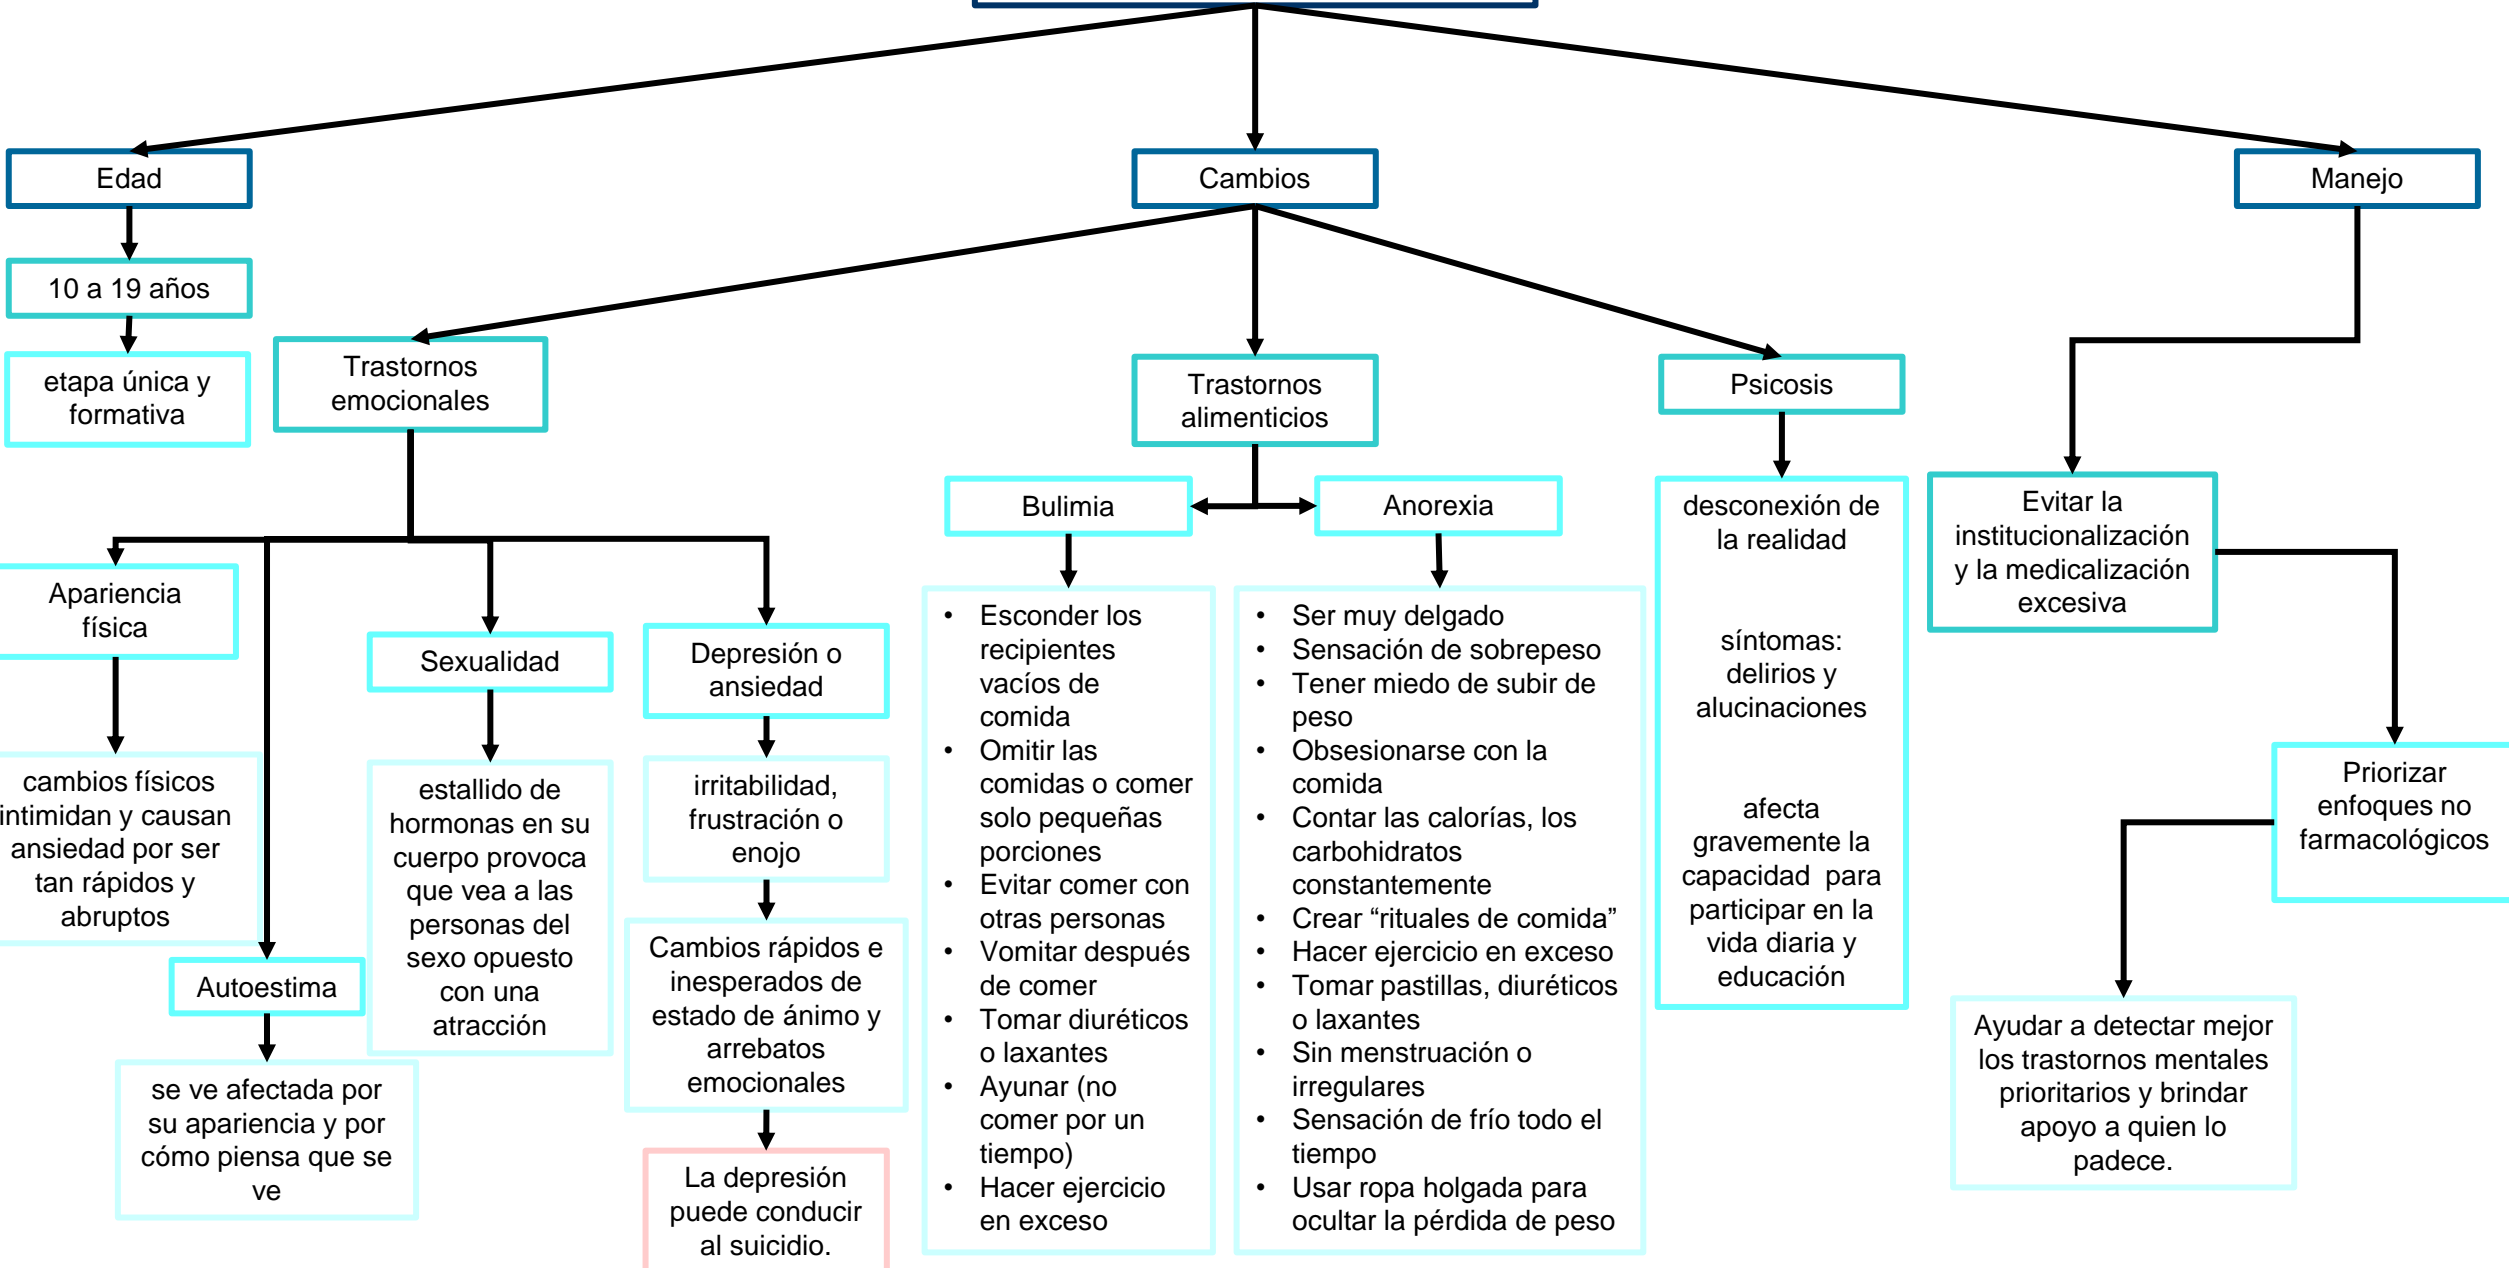 Edad
Cambios
Manejo
10 a 19 años
etapa única y
formativa
Trastornos
emocionales
Trastornos
alimenticios
Psicosis
Apariencia
física
cambios físicos
intimidan y causan
ansiedad por ser
tan rápidos y
abruptos
Autoestima
se ve afectada por
su apariencia y por
cómo piensa que se
ve
Sexualidad
estallido de
hormonas en su
cuerpo provoca
que vea a las
personas del
sexo opuesto
con una
atracción
Depresión o
ansiedad
irritabilidad,
frustración o
enojo
Cambios rápidos e
inesperados de
estado de ánimo y
arrebatos
emocionales
La depresión
puede conducir
al suicidio.
Bulimia
• Esconder los
recipientes
vacíos de
comida
• Omitir las
comidas o comer
solo pequeñas
porciones
• Evitar comer con
otras personas
• Vomitar después
de comer
• Tomar diuréticos
o laxantes
• Ayunar (no
comer por un
tiempo)
• Hacer ejercicio
en exceso
Anorexia
• Ser muy delgado
• Sensación de sobrepeso
• Tener miedo de subir de
peso
• Obsesionarse con la
comida
• Contar las calorías, los
carbohidratos
constantemente
• Crear “rituales de comida”
• Hacer ejercicio en exceso
• Tomar pastillas, diuréticos
o laxantes
• Sin menstruación o
irregulares
• Sensación de frío todo el
tiempo
• Usar ropa holgada para
ocultar la pérdida de peso
desconexión de
la realidad
síntomas:
delirios y
alucinaciones
afecta
gravemente la
capacidad  para
participar en la
vida diaria y
educación
Evitar la
institucionalización
y la medicalización
excesiva
Priorizar
enfoques no
farmacológicos
Ayudar a detectar mejor
los trastornos mentales
prioritarios y brindar
apoyo a quien lo
padece.